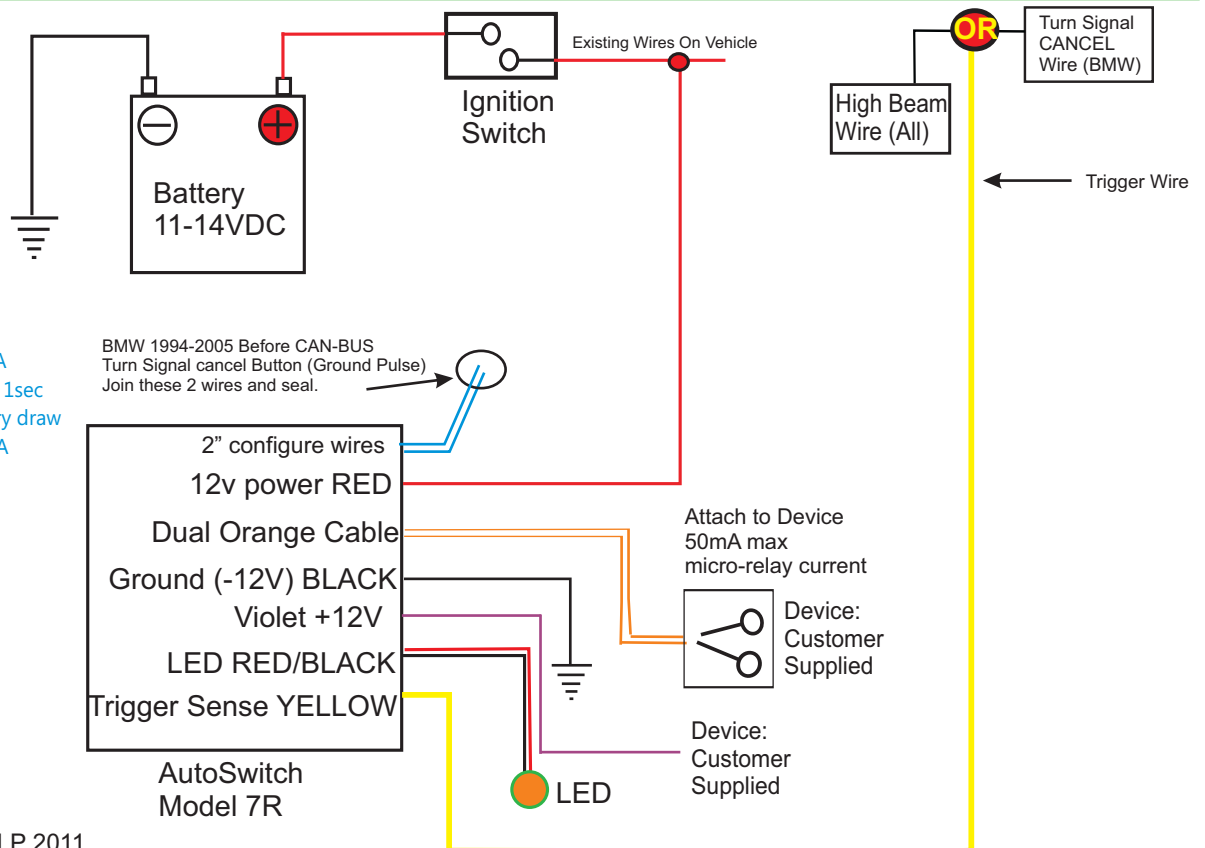 Existing Wires On Vehicle
Ignition
Switch
OR
Turn Signal
CANCEL
Wire (BMW)
High Beam
Wire (All)
Trigger Wire
Battery
11-14VDC
A
1sec
y draw
A
BMW 1994-2005 Before CAN-BUS
Turn Signal cancel Button (Ground Pulse)
Join these 2 wires and seal.
2” configure wires
12v power RED
Dual Orange Cable
Ground (-12V) BLACK
Violet +12V
LED RED/BLACK
Trigger Sense YELLOW
AutoSwitch
Model 7R
Attach to Device
50mA max
micro-relay current
Device:
Customer
Supplied
Device:
Customer
Supplied
LED
LP 2011